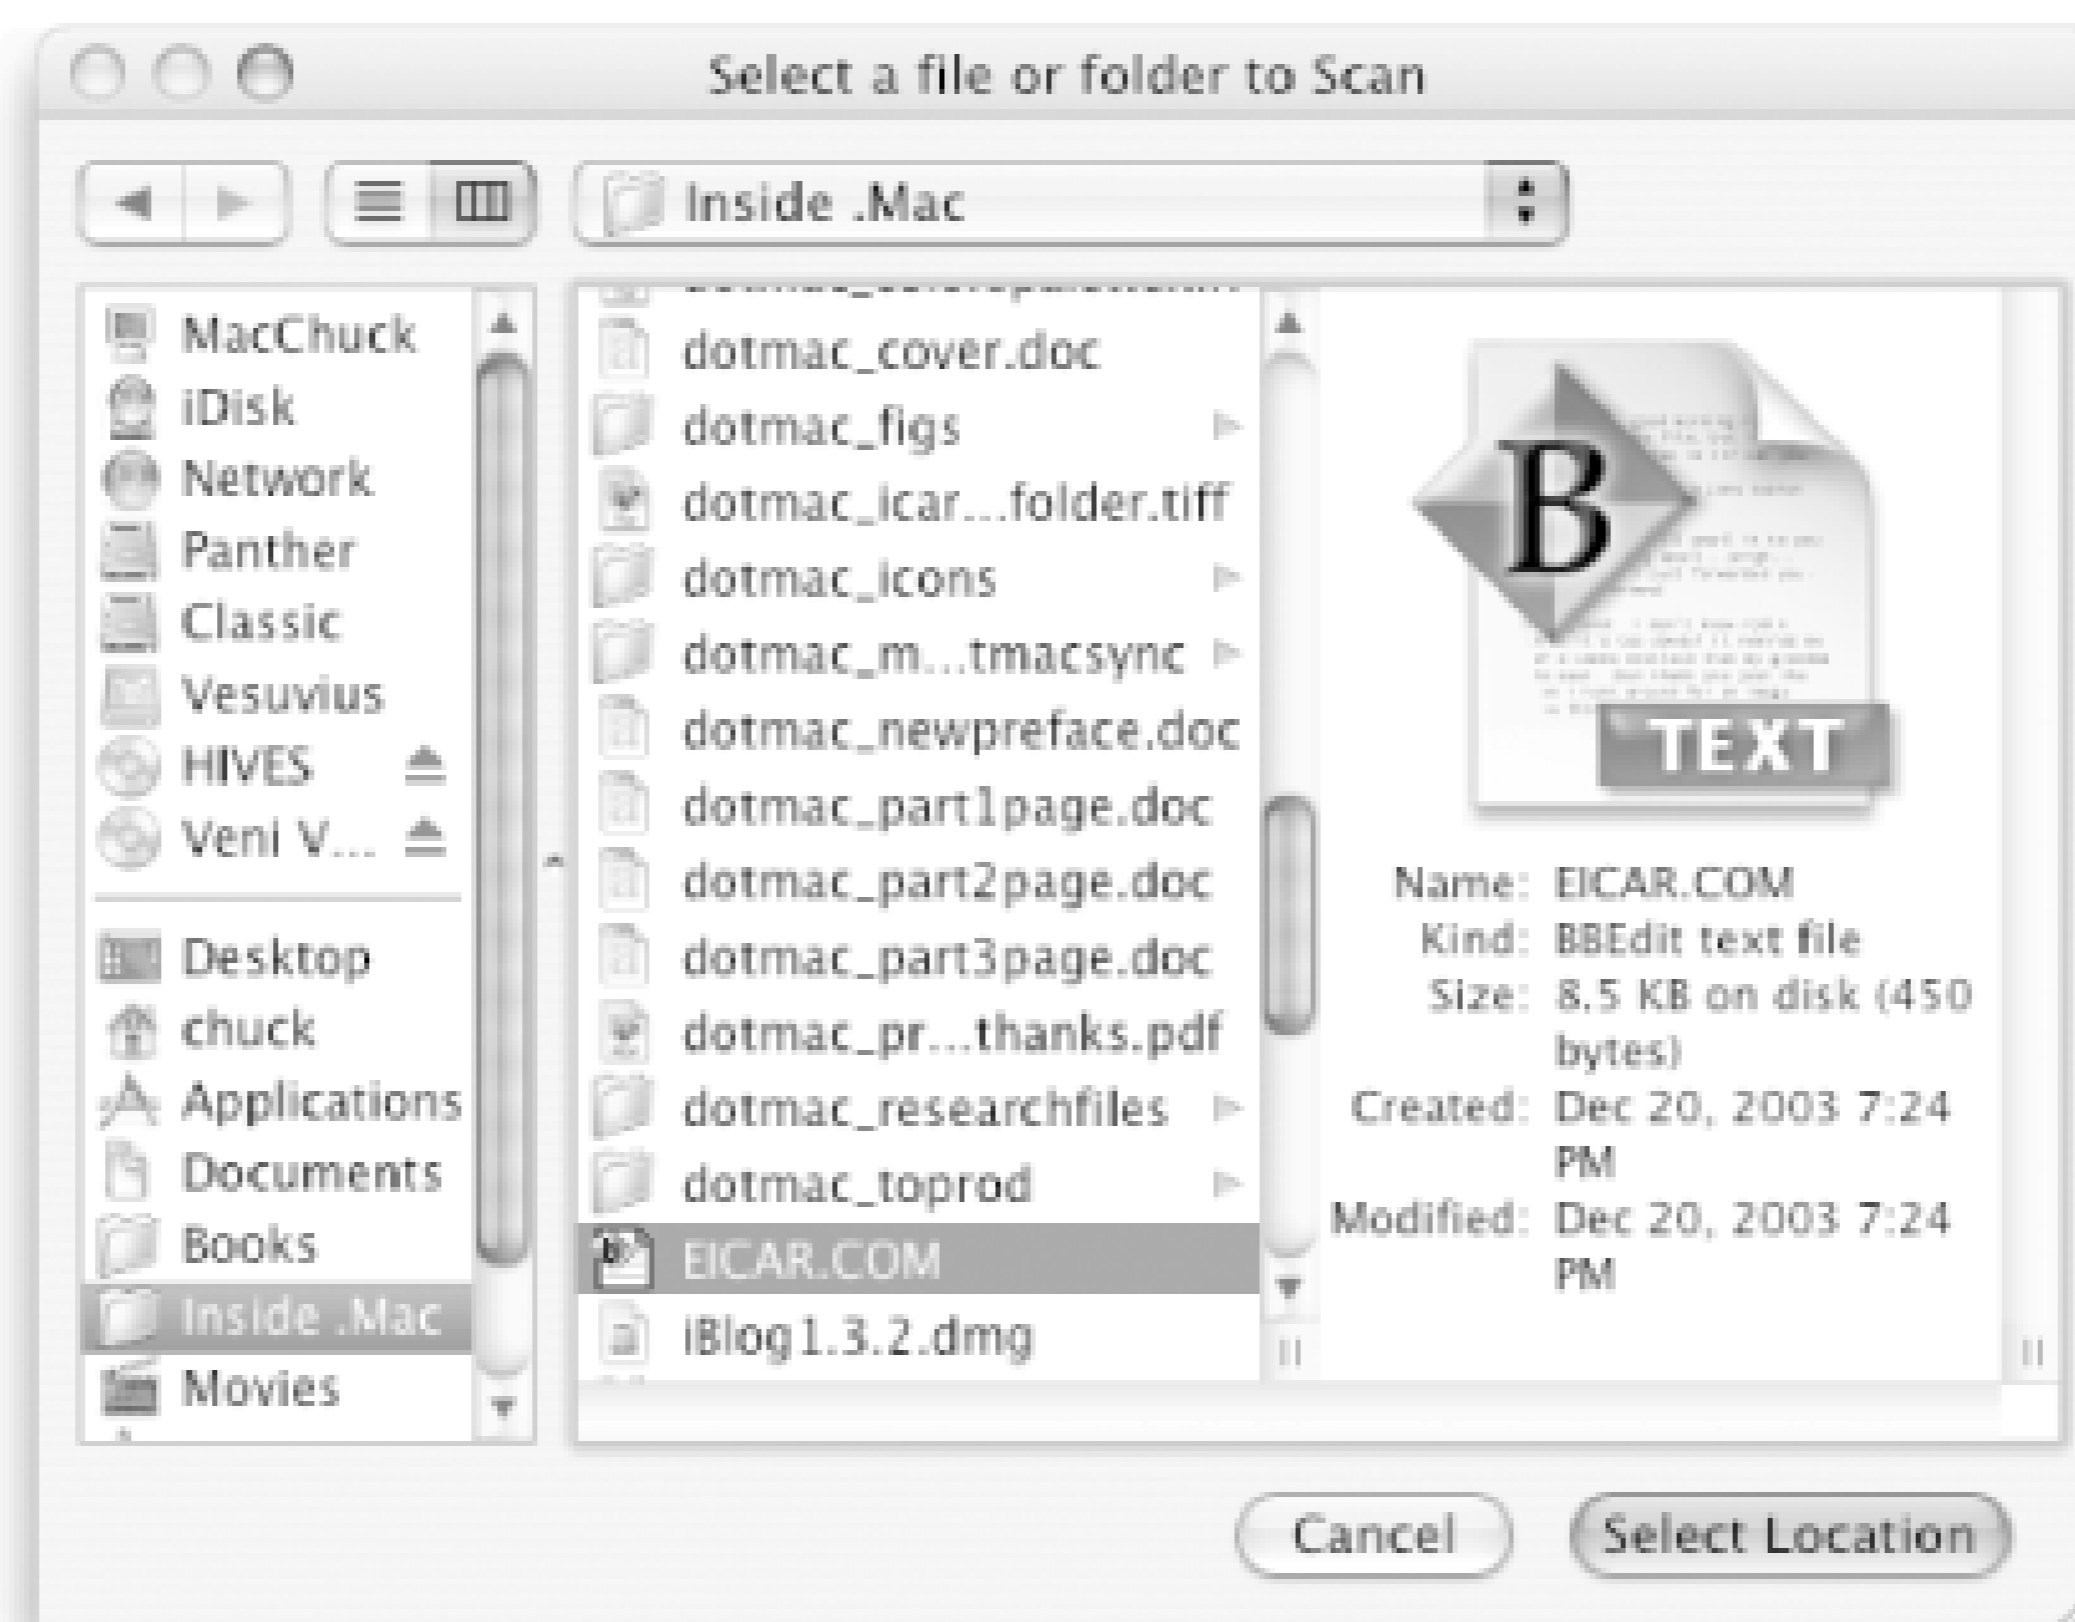 Select a file or folder to Scan
Inside .Mac
MacChuck
iDisk
Network
Panther
Classic
Vesuvius
HIVES
Veni V...
Desktop
chuck
Applications
Documents
Books
Inside .Mac
Movies
dotmac_cover.doc
dotmac_figs
dotmac_icar...folder.tiff
dotmac_icons
dotmac_m...tmacsync
dotmac_newpreface.doc
dotmac_part1page.doc
dotmac_part2page.doc
dotmac_part3page.doc
dotmac_pr...thanks.pdf
dotmac_researchfiles
dotmac_toprod
EICAR.COM
iBlog1.3.2.dmg
B
TEXT
Name: EICAR.COM
Kind: BBEdit text file
Size: 8.5 KB on disk (450
bytes)
Created: Dec 20, 2003 7:24
PM
Modified: Dec 20, 2003 7:24
PM
Cancel
Select Location